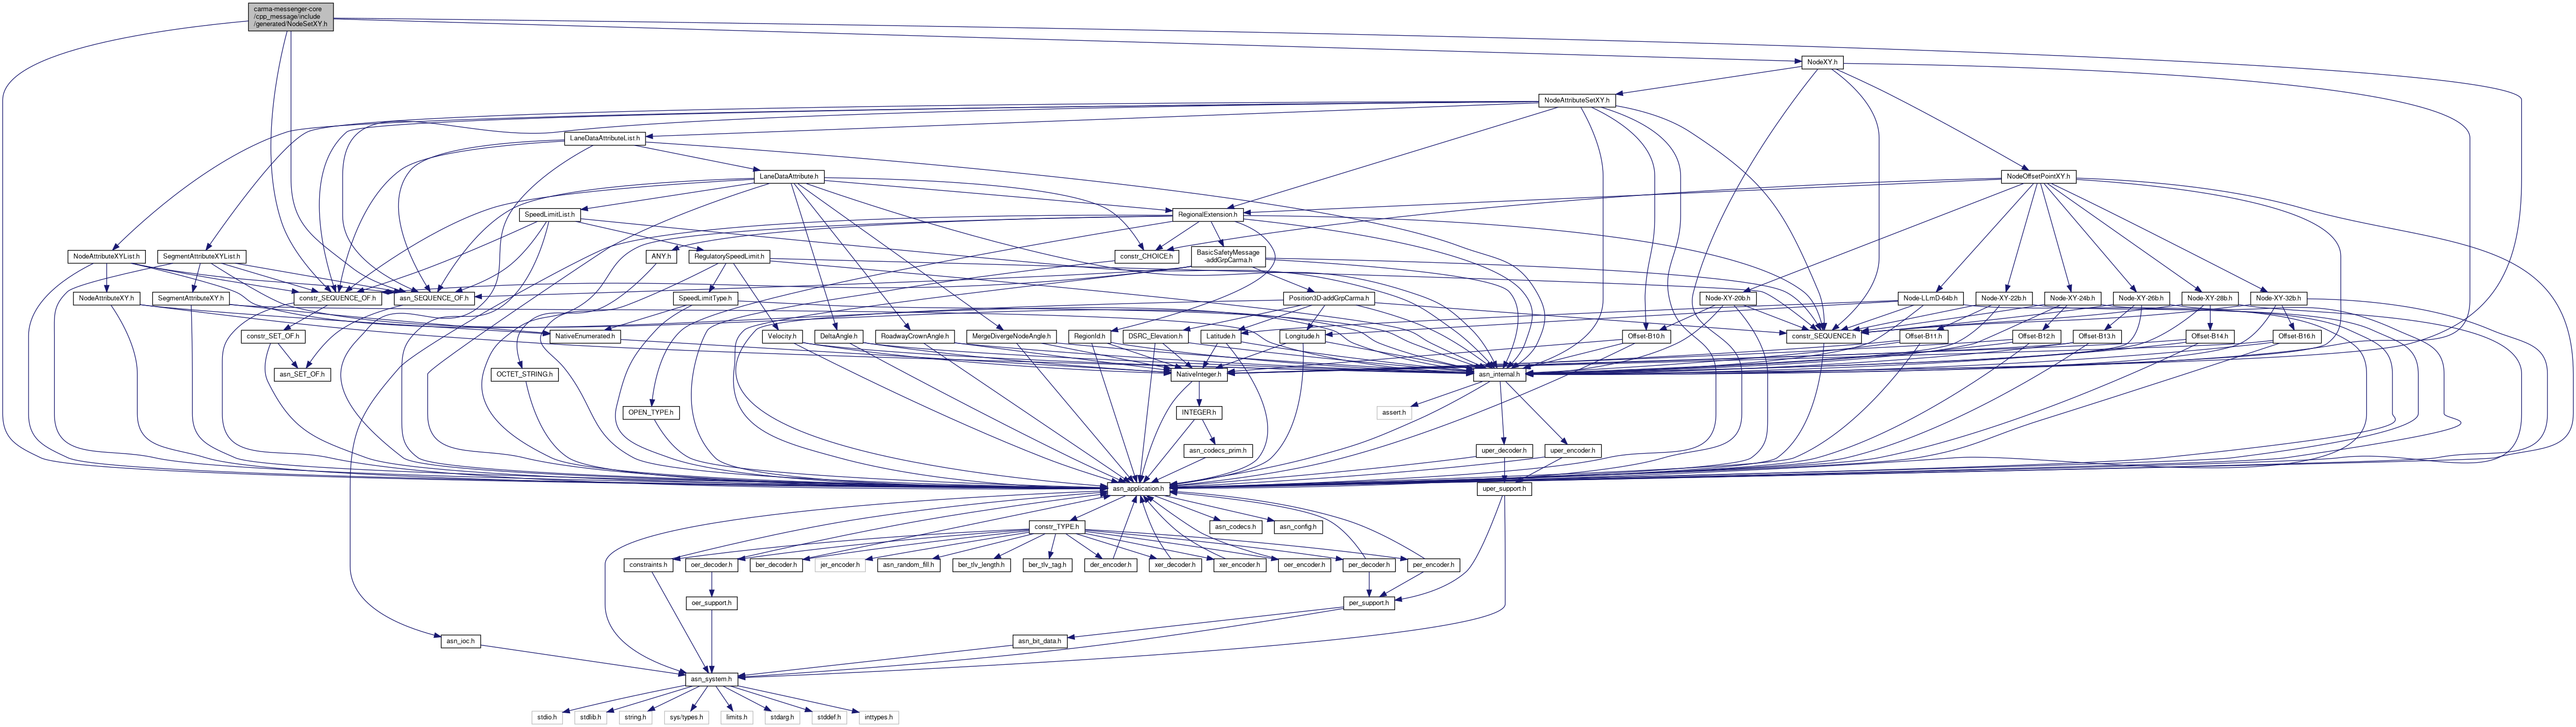 carma-messenger-core
/cpp_message/include
/generated/NodeSetXY.h
NodeXY.h
NodeAttributeSetXY.h
LaneDataAttributeList.h
LaneDataAttribute.h
NodeOffsetPointXY.h
SpeedLimitList.h
RegionalExtension.h
NodeAttributeXYList.h
SegmentAttributeXYList.h
ANY.h
RegulatorySpeedLimit.h
constr_CHOICE.h
BasicSafetyMessage
-addGrpCarma.h
NodeAttributeXY.h
SegmentAttributeXY.h
constr_SEQUENCE_OF.h
asn_SEQUENCE_OF.h
SpeedLimitType.h
Position3D-addGrpCarma.h
Node-XY-20b.h
Node-LLmD-64b.h
Node-XY-22b.h
Node-XY-24b.h
Node-XY-26b.h
Node-XY-28b.h
Node-XY-32b.h
constr_SET_OF.h
NativeEnumerated.h
Velocity.h
DeltaAngle.h
RoadwayCrownAngle.h
MergeDivergeNodeAngle.h
RegionId.h
DSRC_Elevation.h
Latitude.h
Longitude.h
Offset-B10.h
constr_SEQUENCE.h
Offset-B11.h
Offset-B12.h
Offset-B13.h
Offset-B14.h
Offset-B16.h
asn_SET_OF.h
OCTET_STRING.h
NativeInteger.h
asn_internal.h
OPEN_TYPE.h
INTEGER.h
assert.h
asn_codecs_prim.h
uper_decoder.h
uper_encoder.h
asn_application.h
uper_support.h
constr_TYPE.h
asn_codecs.h
asn_config.h
constraints.h
oer_decoder.h
ber_decoder.h
jer_encoder.h
asn_random_fill.h
ber_tlv_length.h
ber_tlv_tag.h
der_encoder.h
xer_decoder.h
xer_encoder.h
oer_encoder.h
per_decoder.h
per_encoder.h
oer_support.h
per_support.h
asn_ioc.h
asn_bit_data.h
asn_system.h
stdio.h
stdlib.h
string.h
sys/types.h
limits.h
stdarg.h
stddef.h
inttypes.h